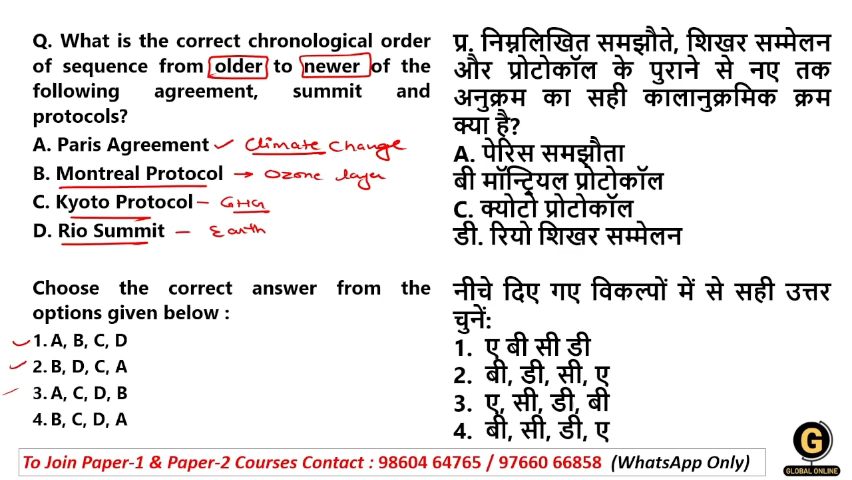 Q. What is the correct chronological order
of sequence from older to newer of the
following agreement, summit and
protocols?
A. Paris Agreement Climate Change
B. Montreal Protocol → Ozone layer
C. Kyoto Protocol – GHG
D. Rio Summit – Earth
Choose the correct answer from the
options given below :
1. A, B, C, D
2. B, D, C, A
3. A, C, D, B
4. B, C, D, A
प्र. निम्नलिखित समझौते, शिखर सम्मेलन
और प्रोटोकॉल के पुराने से नए तक
अनुक्रम का सही कालानुक्रमिक क्रम
क्या है?
A. पेरिस समझौता
बी मॉन्ट्रियल प्रोटोकॉल
C. क्योटो प्रोटोकॉल
डी. रियो शिखर सम्मेलन
नीचे दिए गए विकल्पों में से सही उत्तर
चुनें:
1. ए बी सी डी
2. बी, डी, सी, ए
3. ए, सी, डी, बी
4. बी, सी, डी, ए
To Join Paper-1 & Paper-2 Courses Contact : 98604 64765 / 97660 66858 (WhatsApp Only)
G
GLOBAL ONLINE